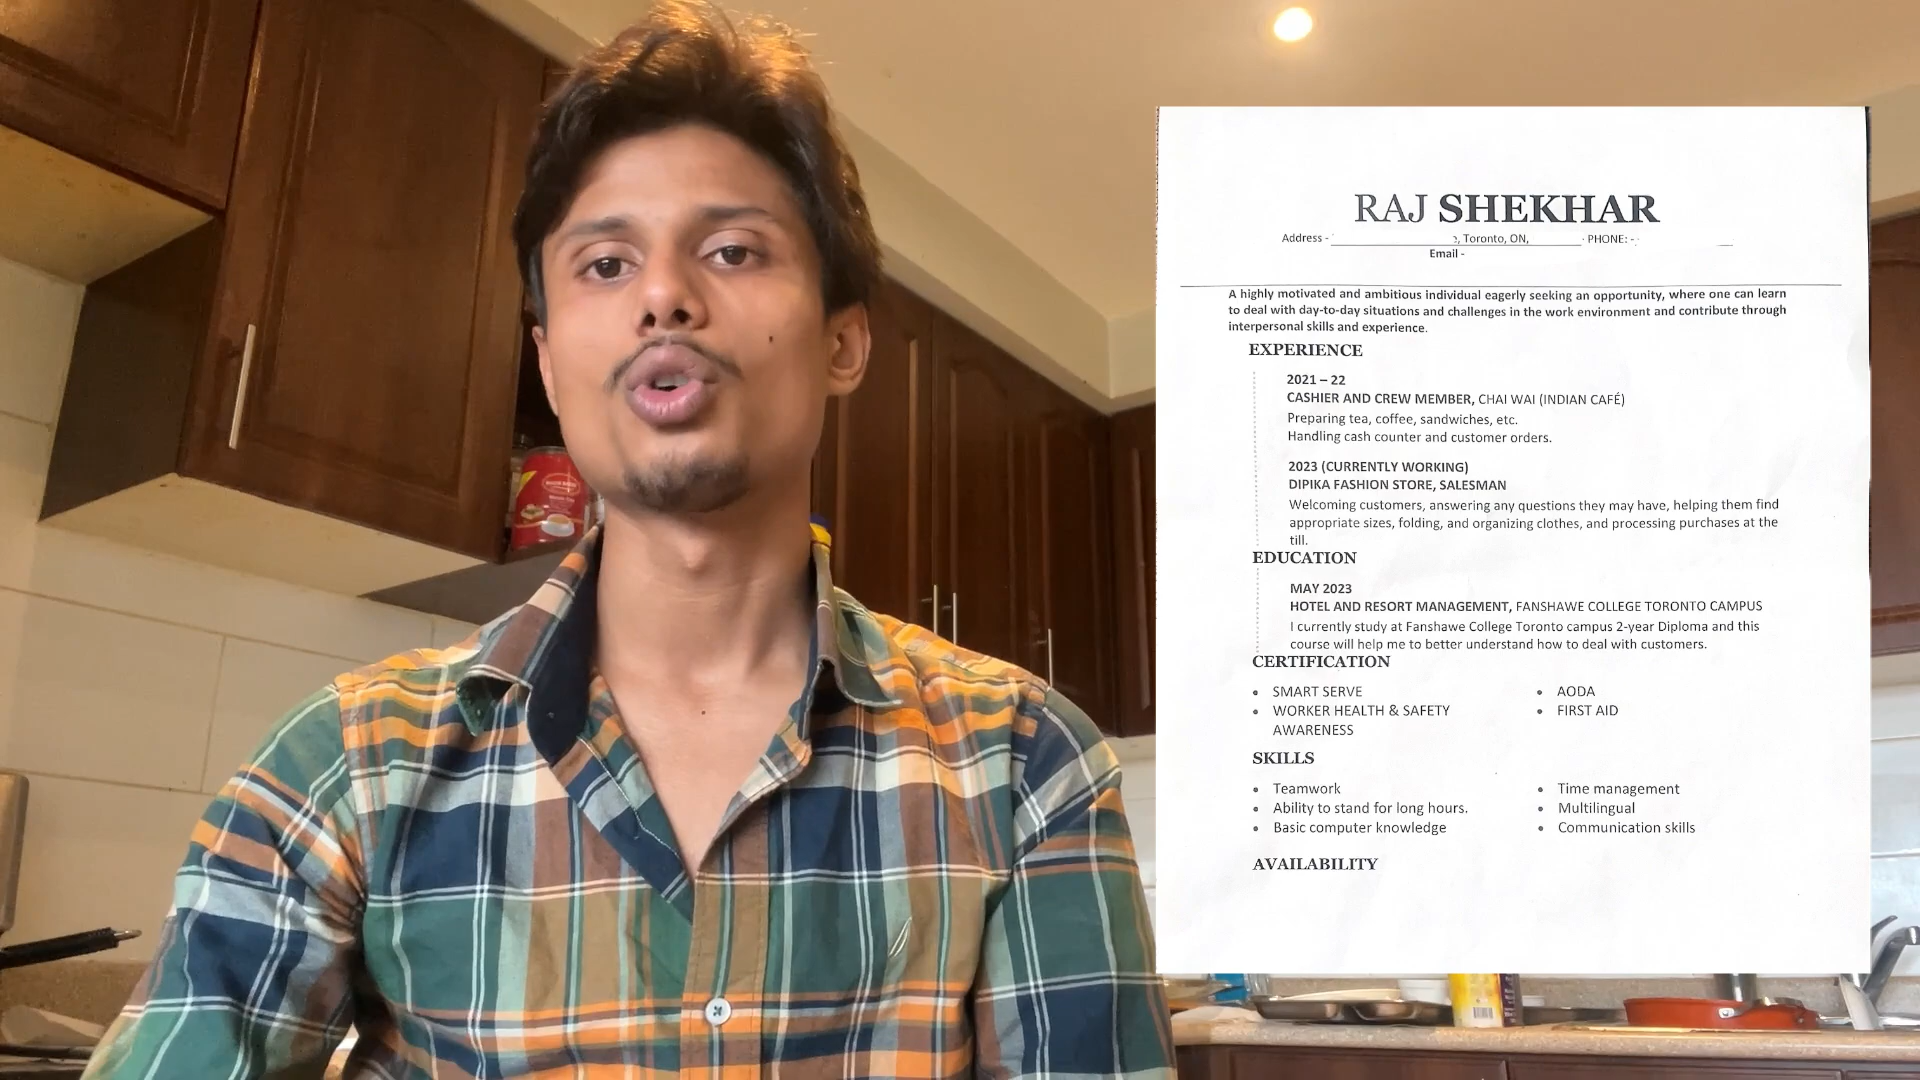 RAJ SHEKHAR
Address - , Toronto, ON, PHONE: -
Email -
A highly motivated and ambitious individual eagerly seeking an opportunity, where one can learn
to deal with day-to-day situations and challenges in the work environment and contribute through
interpersonal skills and experience.
EXPERIENCE
2021 – 22
CASHIER AND CREW MEMBER, CHAI WAI (INDIAN CAFÉ)
Preparing tea, coffee, sandwiches, etc.
Handling cash counter and customer orders.
2023 (CURRENTLY WORKING)
DIPIKA FASHION STORE, SALESMAN
Welcoming customers, answering any questions they may have, helping them find
appropriate sizes, folding, and organizing clothes, and processing purchases at the
till.
EDUCATION
MAY 2023
HOTEL AND RESORT MANAGEMENT, FANSHAWE COLLEGE TORONTO CAMPUS
I currently study at Fanshawe College Toronto campus 2-year Diploma and this
course will help me to better understand how to deal with customers.
CERTIFICATION
• SMART SERVE
• WORKER HEALTH & SAFETY
AWARENESS
• AODA
• FIRST AID
SKILLS
• Teamwork
• Ability to stand for long hours.
• Basic computer knowledge
• Time management
• Multilingual
• Communication skills
AVAILABILITY